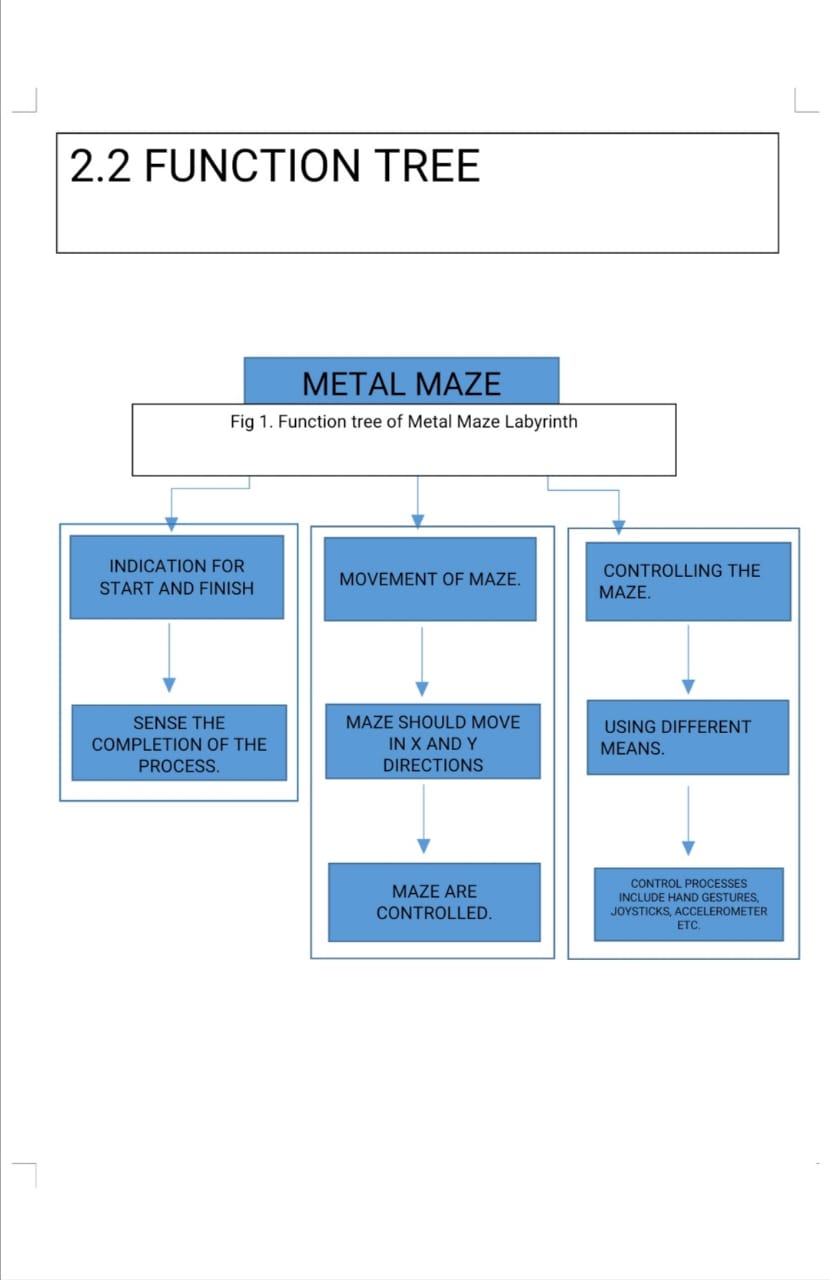 2.2 FUNCTION TREE
METAL MAZE
Fig 1. Function tree of Metal Maze Labyrinth
INDICATION FOR
START AND FINISH
SENSE THE
COMPLETION OF THE
PROCESS.
MOVEMENT OF MAZE.
MAZE SHOULD MOVE
IN X AND Y
DIRECTIONS
MAZE ARE
CONTROLLED.
CONTROLLING THE
MAZE.
USING DIFFERENT
MEANS.
CONTROL PROCESSES
INCLUDE HAND GESTURES,
JOYSTICKS, ACCELEROMETER
ETC.